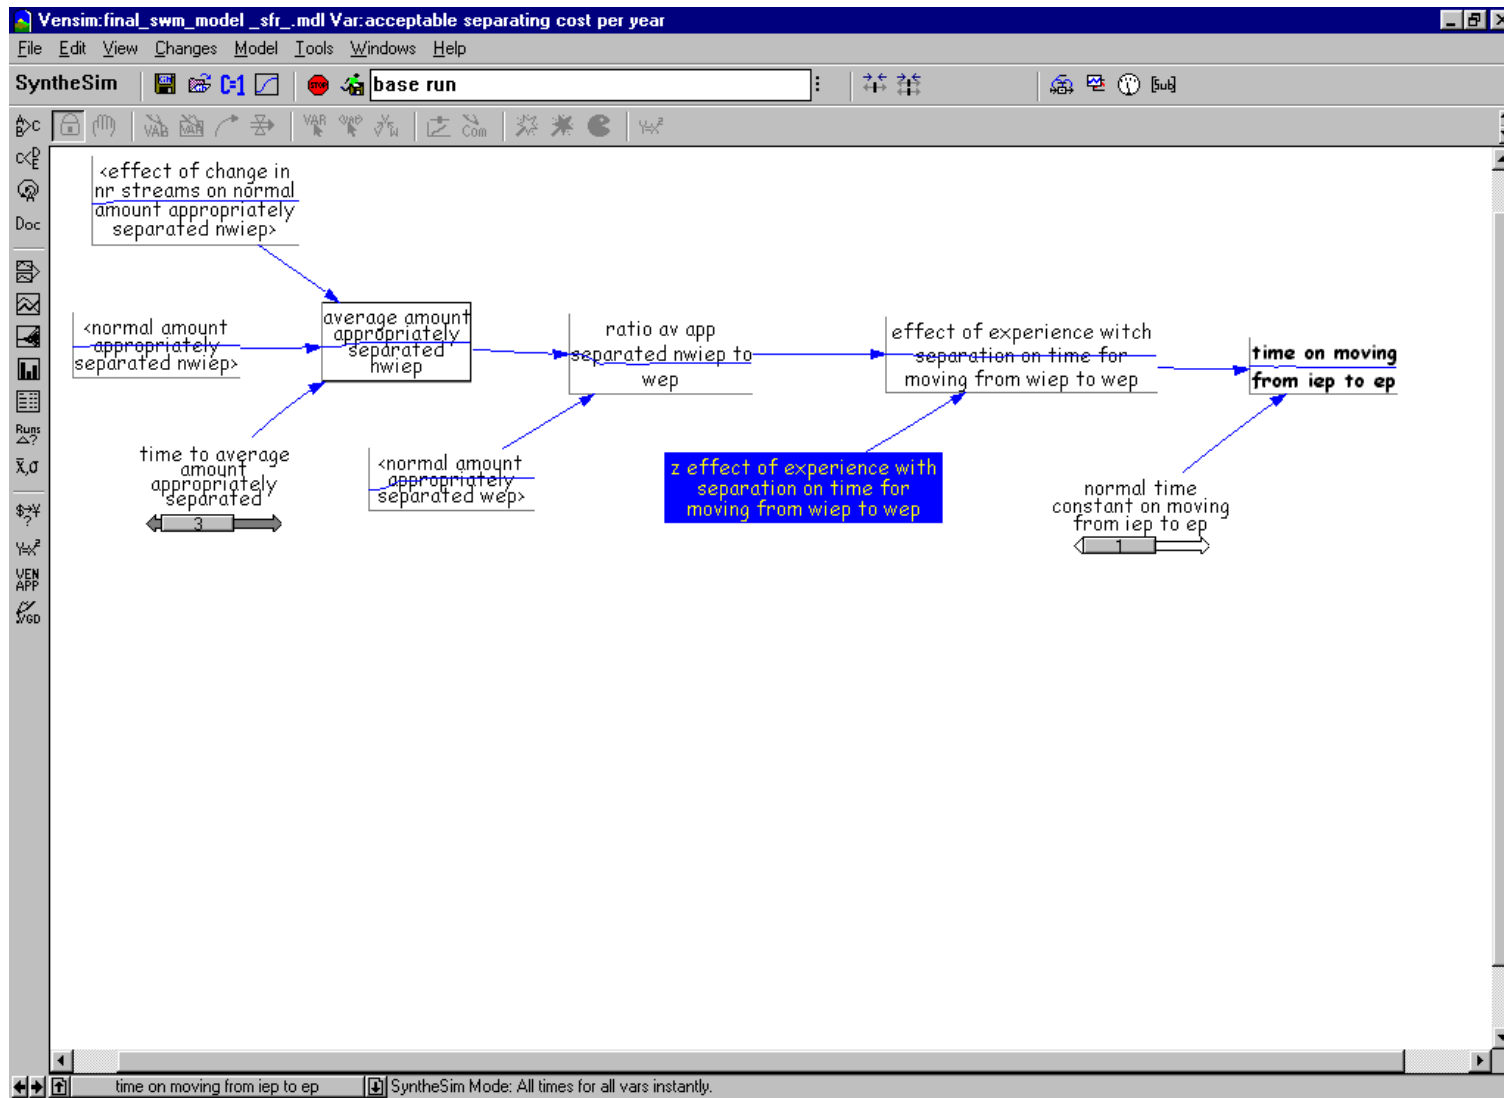 Vensim:final_swm_model _sfr_.mdl Var:acceptable separating cost per year
File Edit View Changes Model Tools Windows Help
SyntheSim
base run
<effect of change in
nr streams on normal
amount appropriately
separated nwiep>
<normal amount
appropriately
separated nwiep>
average amount
appropriately
separated
hwiep
ratio av app
separated nwiep to
wep
effect of experience witch
separation on time for
moving from wiep to wep
time on moving
from iep to ep
time to average
amount
appropriately
separated
3
<normal amount
appropriately
separated wep>
z effect of experience with
separation on time for
moving from wiep to wep
normal time
constant on moving
from iep to ep
1
Doc
Runs
VEN
APP
time on moving from iep to ep
SyntheSim Mode: All times for all vars instantly.